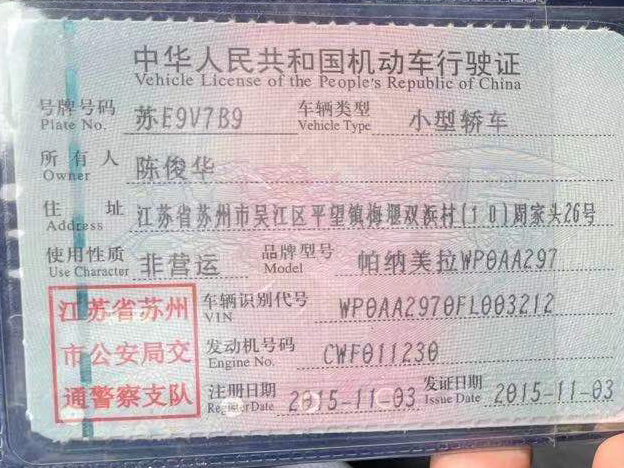 中华人民共和国机动车行驶证
Vehicle License of the People's Republic of China
号牌号码 苏E9V7B9 车辆类型 小型轿车
Plate No. Vehicle Type
所有人 陈俊华
Owner
住址 江苏省苏州市吴江区平望镇梅堰双浜村(10)周家头26号
Address
使用性质 非营运 品牌型号 帕纳美拉WP0AA297
Use Character Model
江苏省苏州
市公安局交
通警察支队
车辆识别代号 WP0AA2970FL003212
VIN
发动机号码 CWF011230
Engine No.
注册日期 2015-11-03 发证日期 2015-11-03
Register Date Issue Date